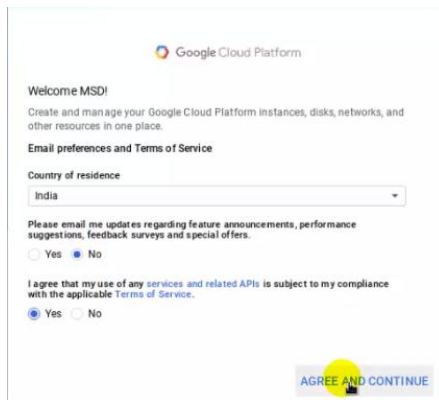 Google Cloud Platform
Welcome MSD!
Create and manage your Google Cloud Platform instances, disks, networks, and
other resources in one place.
Email preferences and Terms of Service
Country of residence
India
Please email me updates regarding feature announcements, performance
suggestions, feedback surveys and special offers.
Yes No
I agree that my use of any services and related APIs is subject to my compliance
with the applicable Terms of Service.
Yes No
AGREE AND CONTINUE